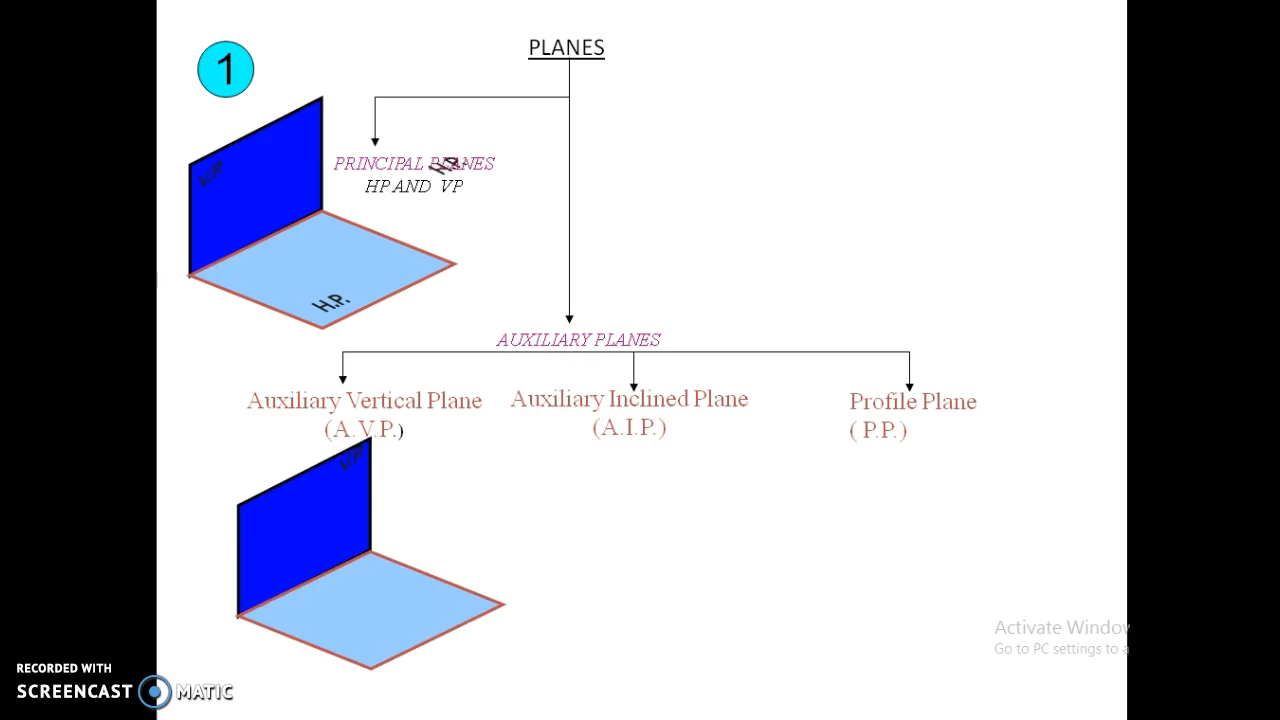 1
PLANES
V.P.
PRINCIPAL PLANES
H.P.
HP AND VP
H.P.
AUXILIARY PLANES
Auxiliary Vertical Plane
(A.V.P.)
Auxiliary Inclined Plane
(A.I.P.)
Profile Plane
( P.P.)
V.P.
Activate Window
Go to PC settings to a
RECORDED WITH
SCREENCAST MATIC